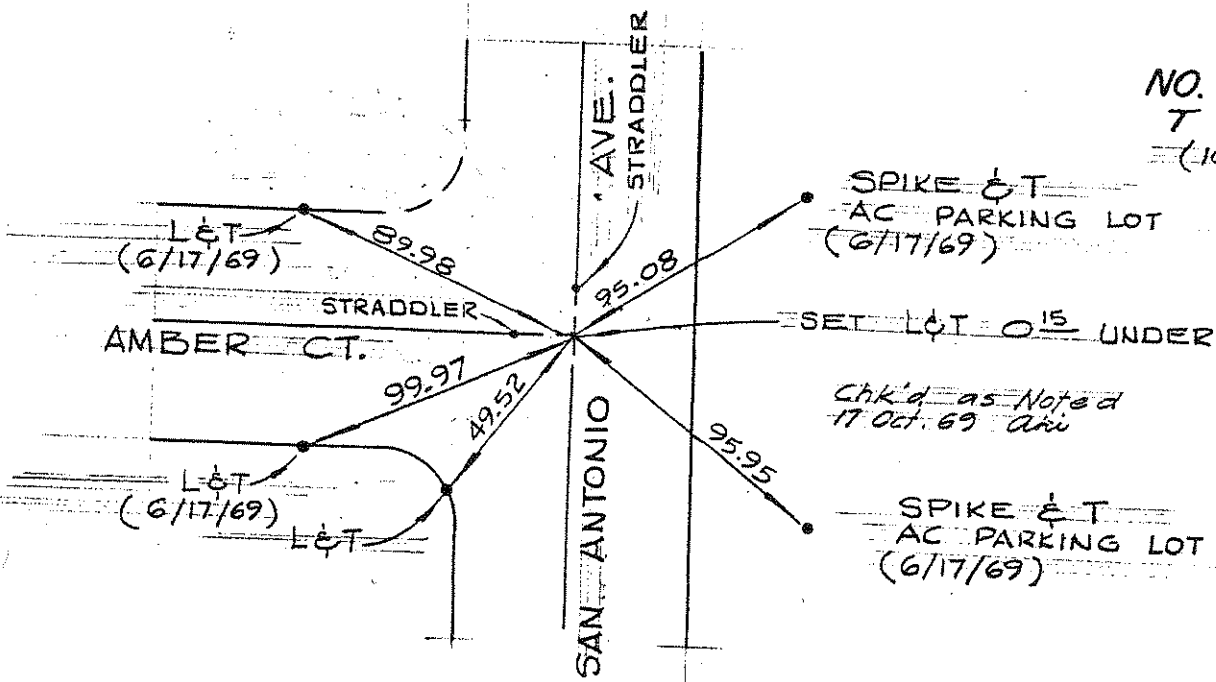 STRADDLER
AVE.
NO.
T
SPIKE & T
AC PARKING LOT
(6/17/69)
L&T
(6/17/69)
89.98
95.08
STRADDLER
SET L&T 0 15 UNDER
AMBER CT.
99.97
49.52
Chk'd as Noted
17 Oct. 69
95.95
SAN ANTONIO
L&T
(6/17/69)
L&T
SPIKE & T
AC PARKING LOT
(6/17/69)